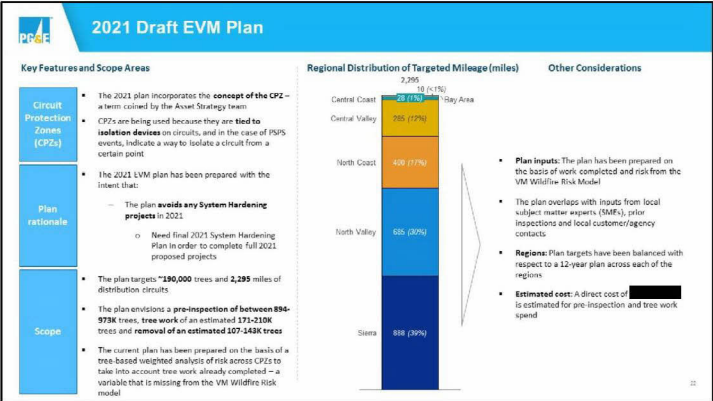 PG&E
2021 Draft EVM Plan
Key Features and Scope Areas
Circuit
Protection
Zones
(CPZs)
▪ The 2021 plan incorporates the concept of the CPZ –
a term coined by the Asset Strategy team
▪ CPZs are being used because they are tied to
isolation devices on circuits, and in the case of PSPS
events, indicate a way to isolate a circuit from a
certain point
Plan
rationale
▪ The 2021 EVM plan has been prepared with the
intent that:
– The plan avoids any System Hardening
projects in 2021
o Need final 2021 System Hardening
Plan in order to complete full 2021
proposed projects
Scope
▪ The plan targets ~190,000 trees and 2,295 miles of
distribution circuits
▪ The plan envisions a pre-inspection of between 894-
973K trees, tree work of an estimated 171-210K
trees and removal of an estimated 107-143K trees
▪ The current plan has been prepared on the basis of a
tree-based weighted analysis of risk across CPZs to
take into account tree work already completed – a
variable that is missing from the VM Wildfire Risk
model
Regional Distribution of Targeted Mileage (miles)
2,295
(<1%)
Central Coast 28 (1%) Bay Area
Central Valley (12%)
North Coast 400 (17%)
North Valley 685 (30%)
Sierra 888 (39%)
Other Considerations
▪ Plan inputs: The plan has been prepared on
the basis of work completed and risk from the
VM Wildfire Risk Model
▪ The plan overlaps with inputs from local
subject matter experts (SMEs), prior
inspections and local customer/agency
contacts
▪ Regions: Plan targets have been balanced with
respect to a 12-year plan across each of the
regions
▪ Estimated cost: A direct cost of
is estimated for pre-inspection and tree work
spend